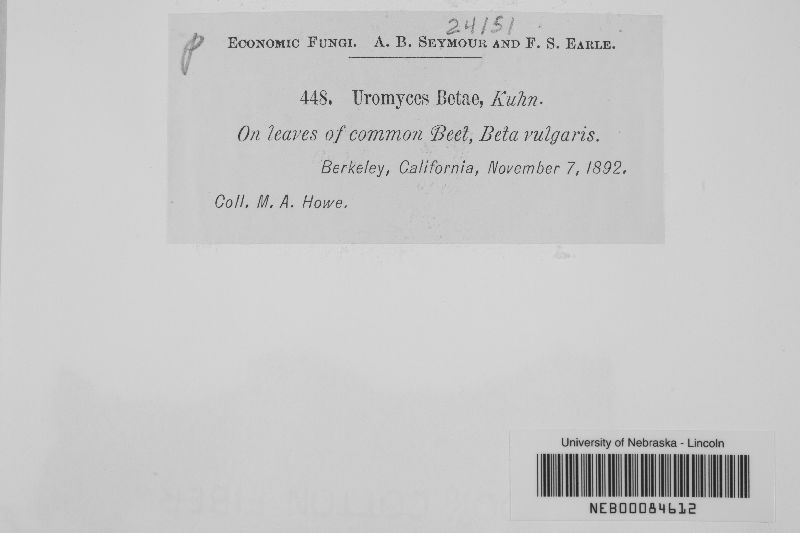 24151
p
Economic Fungi. A. B. Seymour and F. S. Earle.
448. Uromyces Betae, Kuhn.
On leaves of common Beet, Beta vulgaris.
Berkeley, California, November 7, 1892.
Coll. M. A. Howe.
University of Nebraska - Lincoln
NEB00084612